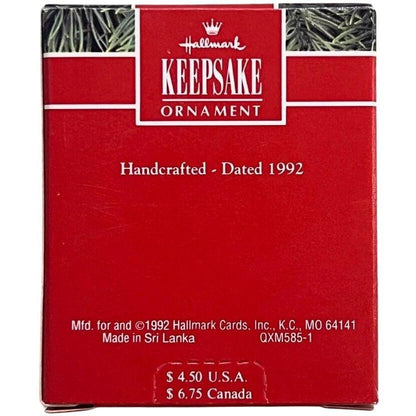 Hallmark
KEEPSAKE
ORNAMENT
Handcrafted - Dated 1992
Mfd. for and ©1992 Hallmark Cards, Inc., K.C., MO 64141
Made in Sri Lanka QXM585-1
$ 4.50 U.S.A.
$ 6.75 Canada